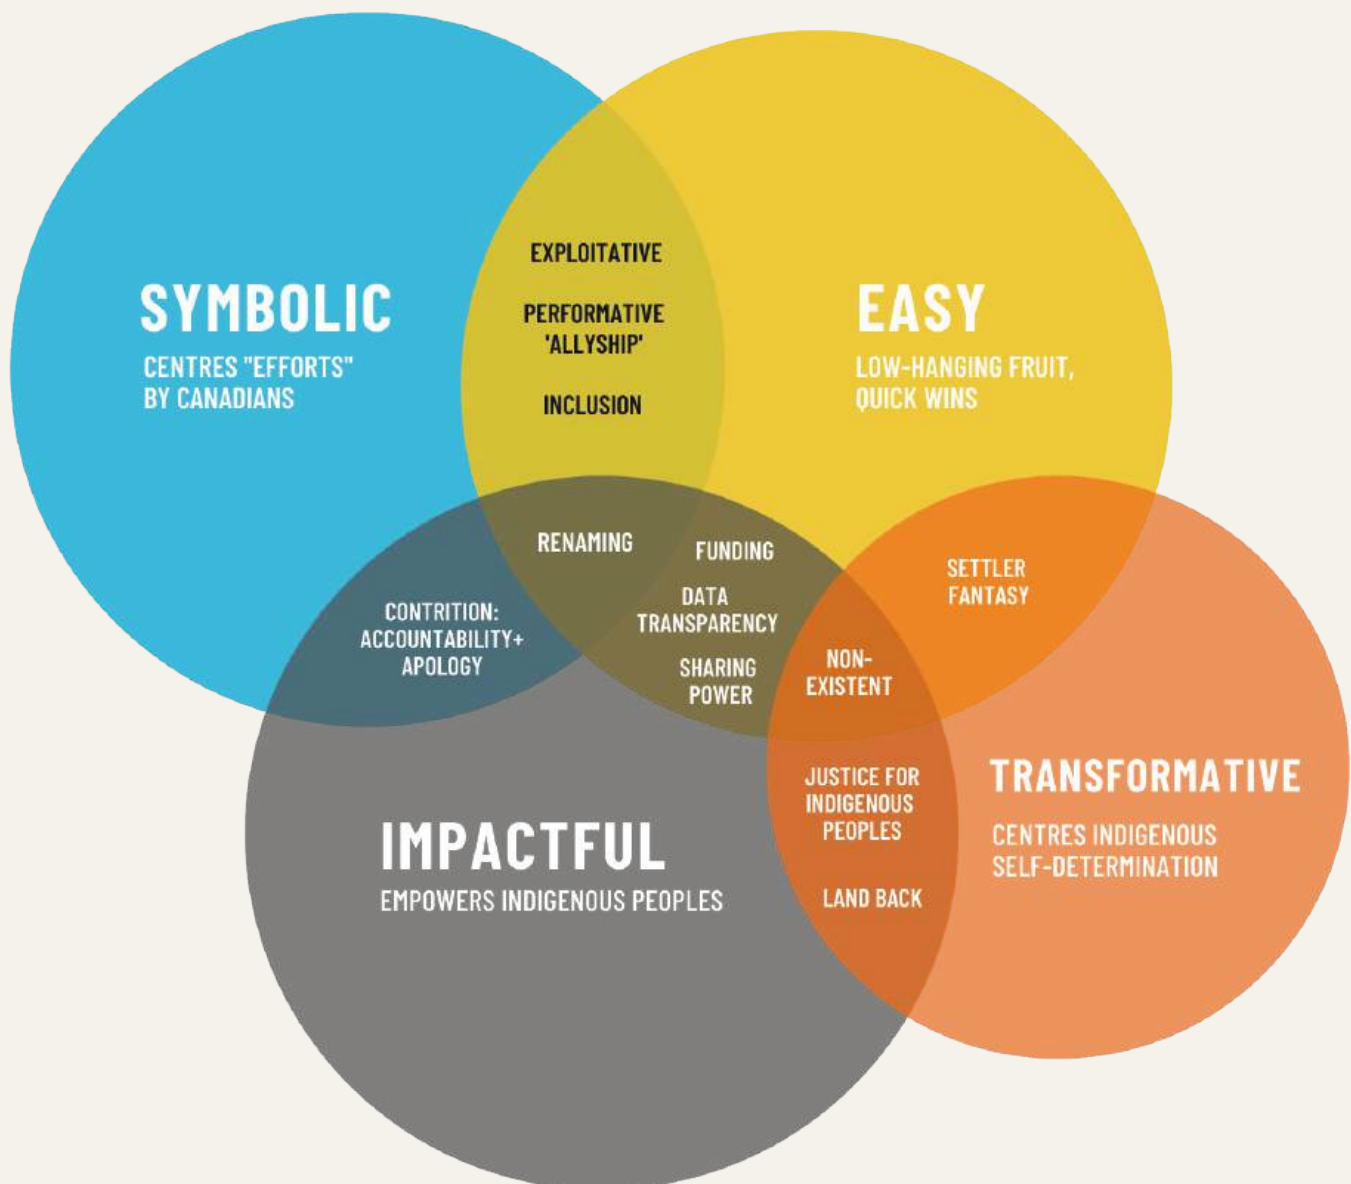 SYMBOLIC
CENTRES "EFFORTS"
BY CANADIANS
EXPLOITATIVE
PERFORMATIVE
'ALLYSHIP'
INCLUSION
EASY
LOW-HANGING FRUIT,
QUICK WINS
RENAMING
FUNDING
DATA
TRANSPARENCY
SHARING
POWER
CONTRITION:
ACCOUNTABILITY+
APOLOGY
SETTLER
FANTASY
NON-
EXISTENT
JUSTICE FOR
INDIGENOUS
PEOPLES
LAND BACK
TRANSFORMATIVE
CENTRES INDIGENOUS
SELF-DETERMINATION
IMPACTFUL
EMPOWERS INDIGENOUS PEOPLES